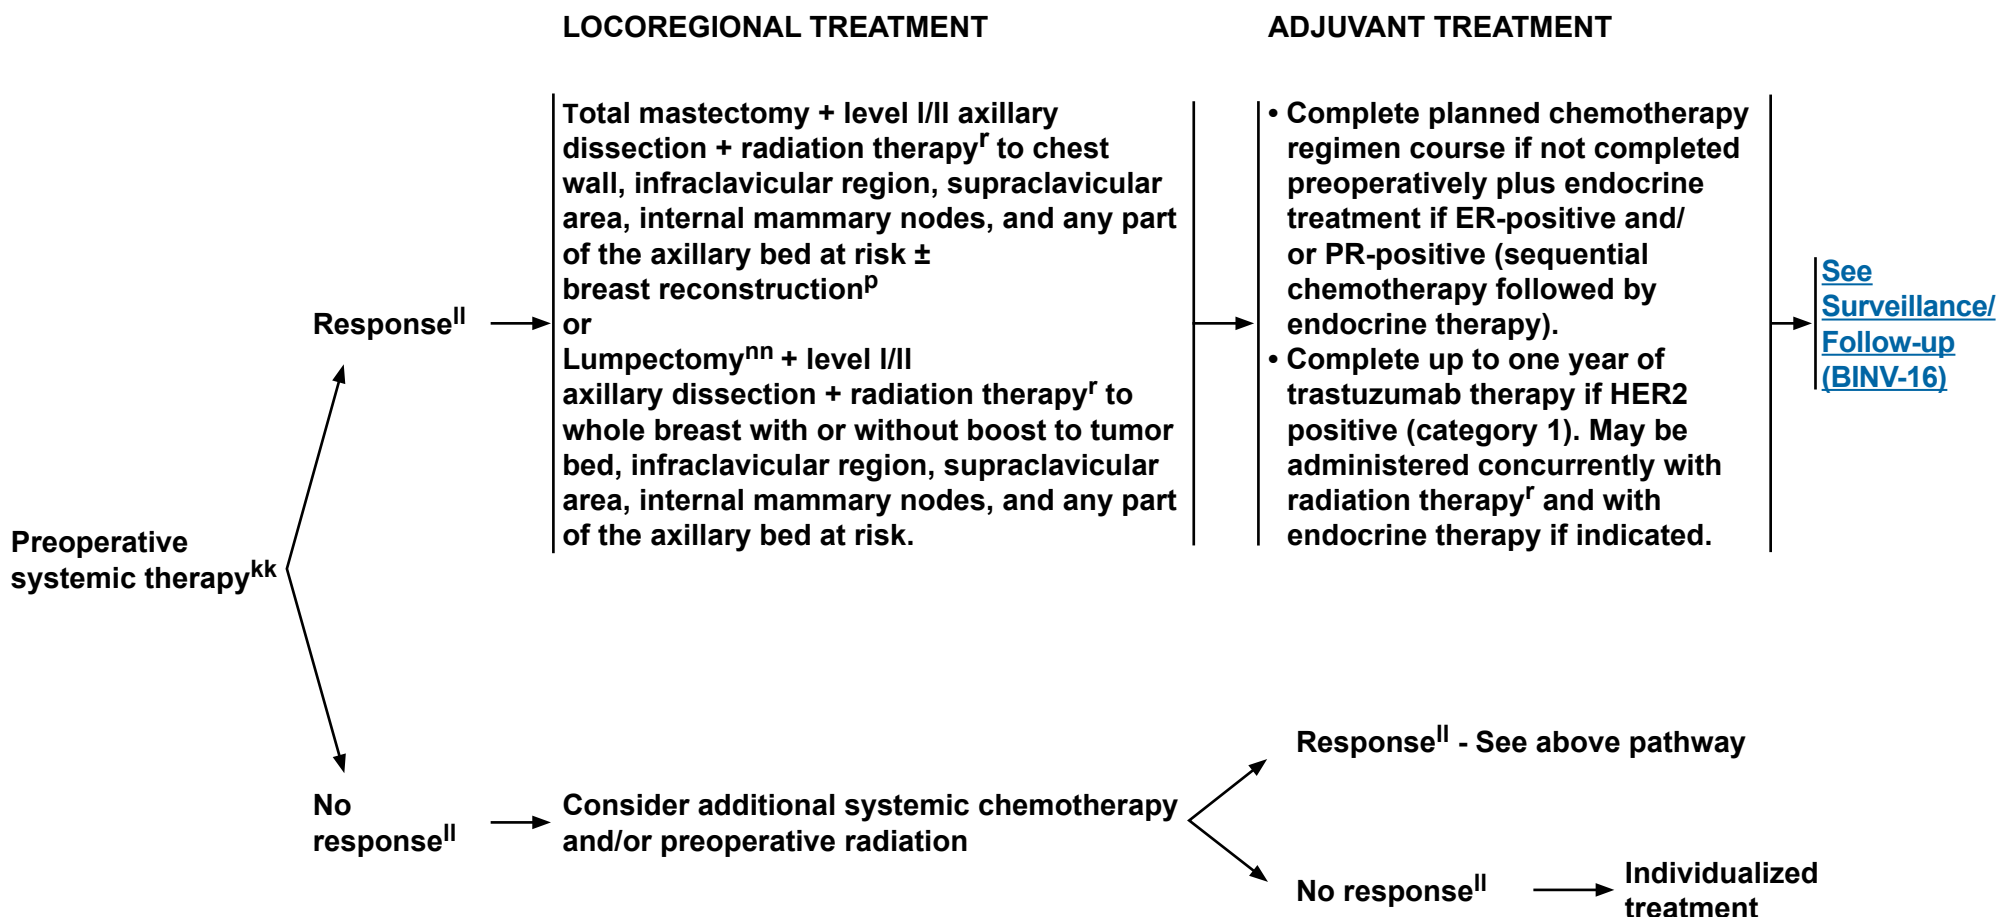 LOCOREGIONAL TREATMENT
ADJUVANT TREATMENT
Total mastectomy + level I/II axillary
dissection + radiation therapyr to chest
wall, infraclavicular region, supraclavicular
area, internal mammary nodes, and any part
of the axillary bed at risk ±
breast reconstructionp
or
Lumpectomynn + level I/II
axillary dissection + radiation therapyr to
whole breast with or without boost to tumor
bed, infraclavicular region, supraclavicular
area, internal mammary nodes, and any part
of the axillary bed at risk.
• Complete planned chemotherapy
regimen course if not completed
preoperatively plus endocrine
treatment if ER-positive and/
or PR-positive (sequential
chemotherapy followed by
endocrine therapy).
• Complete up to one year of
trastuzumab therapy if HER2
positive (category 1). May be
administered concurrently with
radiation therapyr and with
endocrine therapy if indicated.
See
Surveillance/
Follow-up
(BINV-16)
Responsell
Preoperative
systemic therapykk
No
responsell
Consider additional systemic chemotherapy
and/or preoperative radiation
Responsell - See above pathway
No responsell
Individualized
treatment